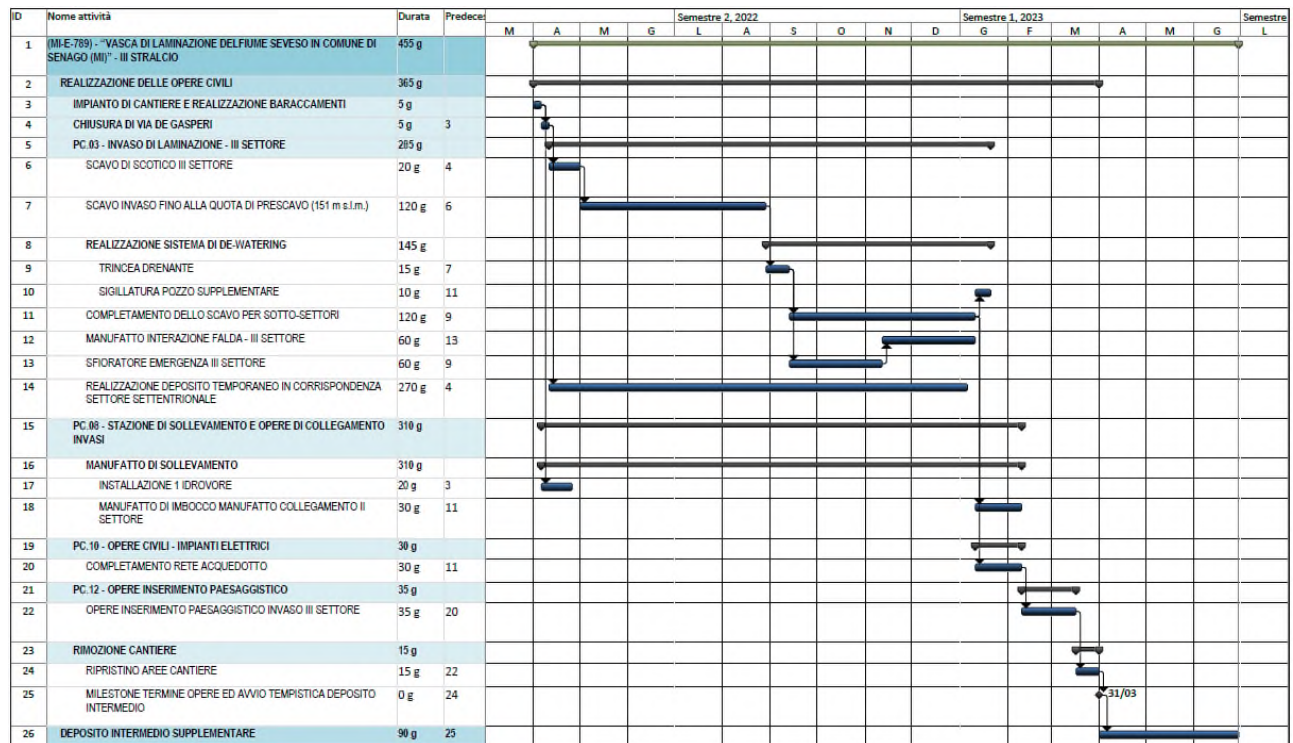 ID Nome attività Durata Predeces Semestre 2, 2022 Semestre 1, 2023 Semestre
M A M G L A S O N D G F M A M G L
1 (MI-E-789) - “VASCA DI LAMINAZIONE DELFIUME SEVESO IN COMUNE DI 455 g
SENAGO (MI)” - III STRALCIO
2 REALIZZAZIONE DELLE OPERE CIVILI 365 g
3 IMPIANTO DI CANTIERE E REALIZZAZIONE BARACCAMENTI 5 g
4 CHIUSURA DI VIA DE GASPERI 5 g 3
5 PC.03 - INVASO DI LAMINAZIONE - III SETTORE 285 g
6 SCAVO DI SCOTICO III SETTORE 20 g 4
7 SCAVO INVASO FINO ALLA QUOTA DI PRESCAVO (151 m s.l.m.) 120 g 6
8 REALIZZAZIONE SISTEMA DI DE-WATERING 145 g
9 TRINCEA DRENANTE 15 g 7
10 SIGILLATURA POZZO SUPPLEMENTARE 10 g 11
11 COMPLETAMENTO DELLO SCAVO PER SOTTO-SETTORI 120 g 9
12 MANUFATTO INTERAZIONE FALDA - III SETTORE 60 g 13
13 SFIORATORE EMERGENZA III SETTORE 60 g 9
14 REALIZZAZIONE DEPOSITO TEMPORANEO IN CORRISPONDENZA 270 g 4
SETTORE SETTENTRIONALE
15 PC.08 - STAZIONE DI SOLLEVAMENTO E OPERE DI COLLEGAMENTO 310 g
INVASI
16 MANUFATTO DI SOLLEVAMENTO 310 g
17 INSTALLAZIONE 1 IDROVORE 20 g 3
18 MANUFATTO DI IMBOCCO MANUFATTO COLLEGAMENTO II 30 g 11
SETTORE
19 PC.10 - OPERE CIVILI - IMPIANTI ELETTRICI 30 g
20 COMPLETAMENTO RETE ACQUEDOTTO 30 g 11
21 PC.12 - OPERE INSERIMENTO PAESAGGISTICO 35 g
22 OPERE INSERIMENTO PAESAGGISTICO INVASO III SETTORE 35 g 20
23 RIMOZIONE CANTIERE 15 g
24 RIPRISTINO AREE CANTIERE 15 g 22
25 MILESTONE TERMINE OPERE ED AVVIO TEMPISTICA DEPOSITO 0 g 24 31/03
INTERMEDIO
26 DEPOSITO INTERMEDIO SUPPLEMENTARE 90 g 25